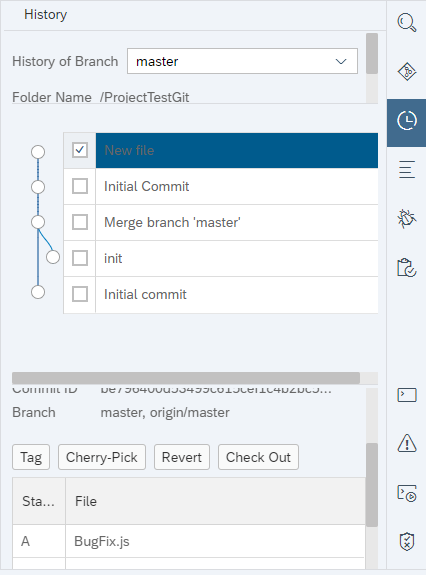 History
History of Branch master
Folder Name /ProjectTestGit
New file
Initial Commit
Merge branch 'master'
init
Initial commit
Commit ID
Branch master, origin/master
Tag Cherry-Pick Revert Check Out
Sta... File
A BugFix.js